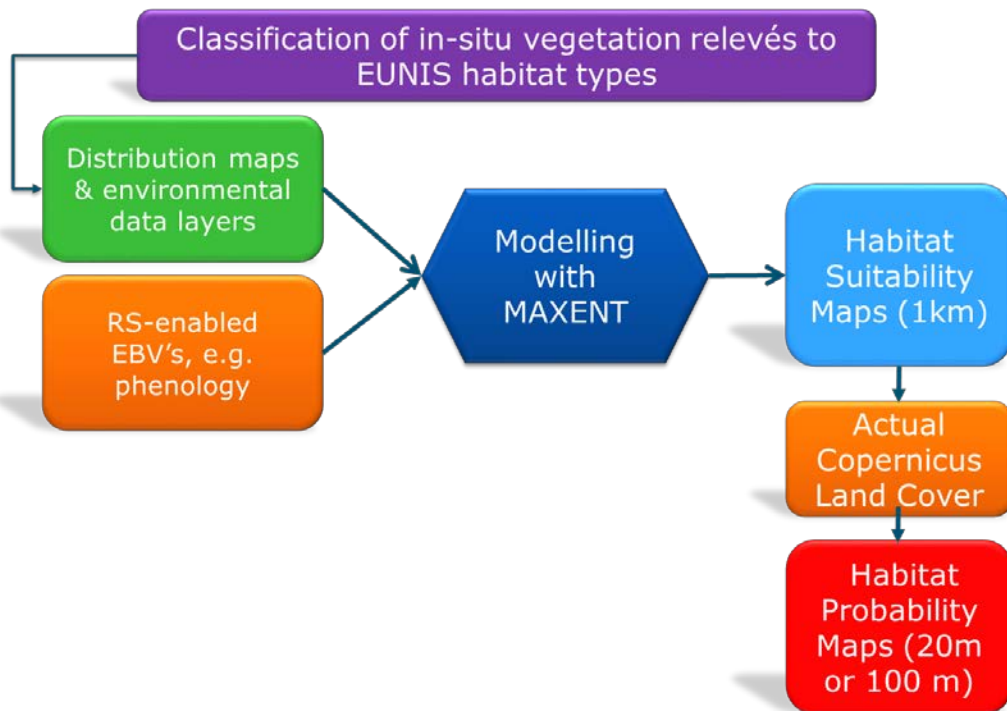 Classification of in-situ vegetation relevés to
EUNIS habitat types
Distribution maps
& environmental
data layers
RS-enabled
EBV's, e.g.
phenology
Modelling
with
MAXENT
Habitat
Suitability
Maps (1km)
Actual
Copernicus
Land Cover
Habitat
Probability
Maps (20m
or 100 m)